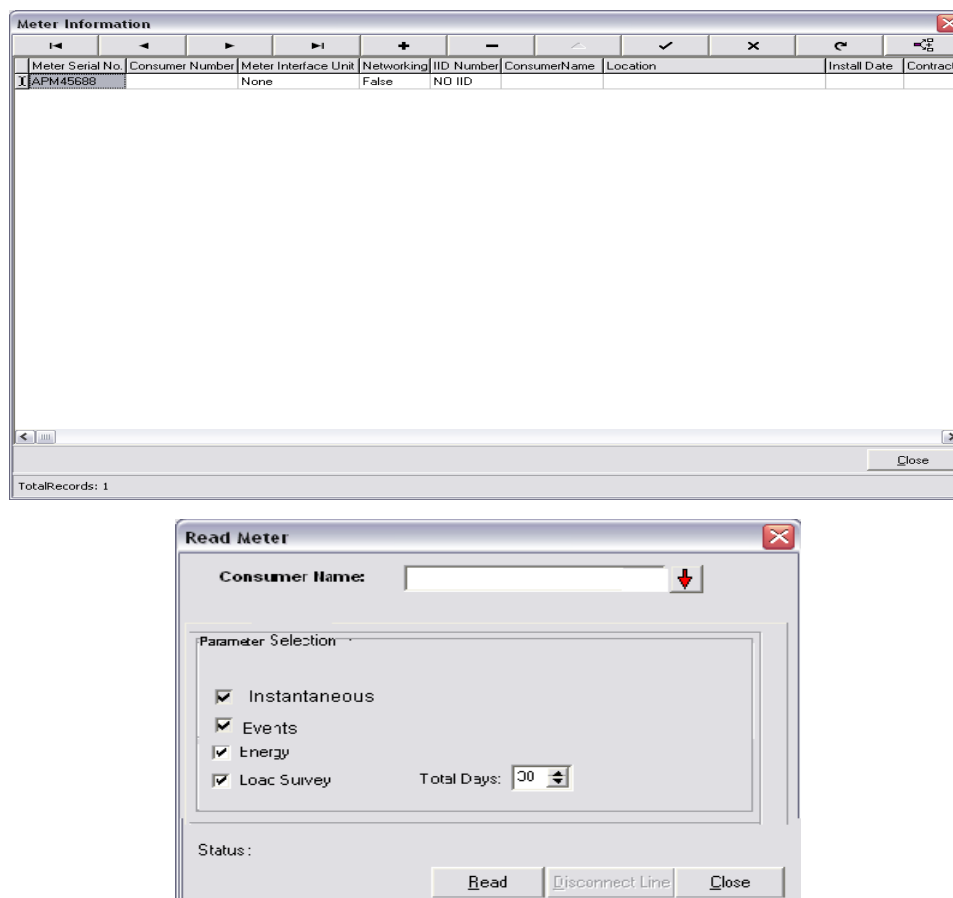 Meter Information
Meter Serial No. Consumer Number Meter Interface Unit Networking IID Number ConsumerName Location Install Date Contract
APM45688 None False NO IID
Close
TotalRecords: 1
Read Meter
Consumer Name:
Parameter Selection
Instantaneous
Events
Energy
Load Survey Total Days:
Status :
Read Disconnect Line Close